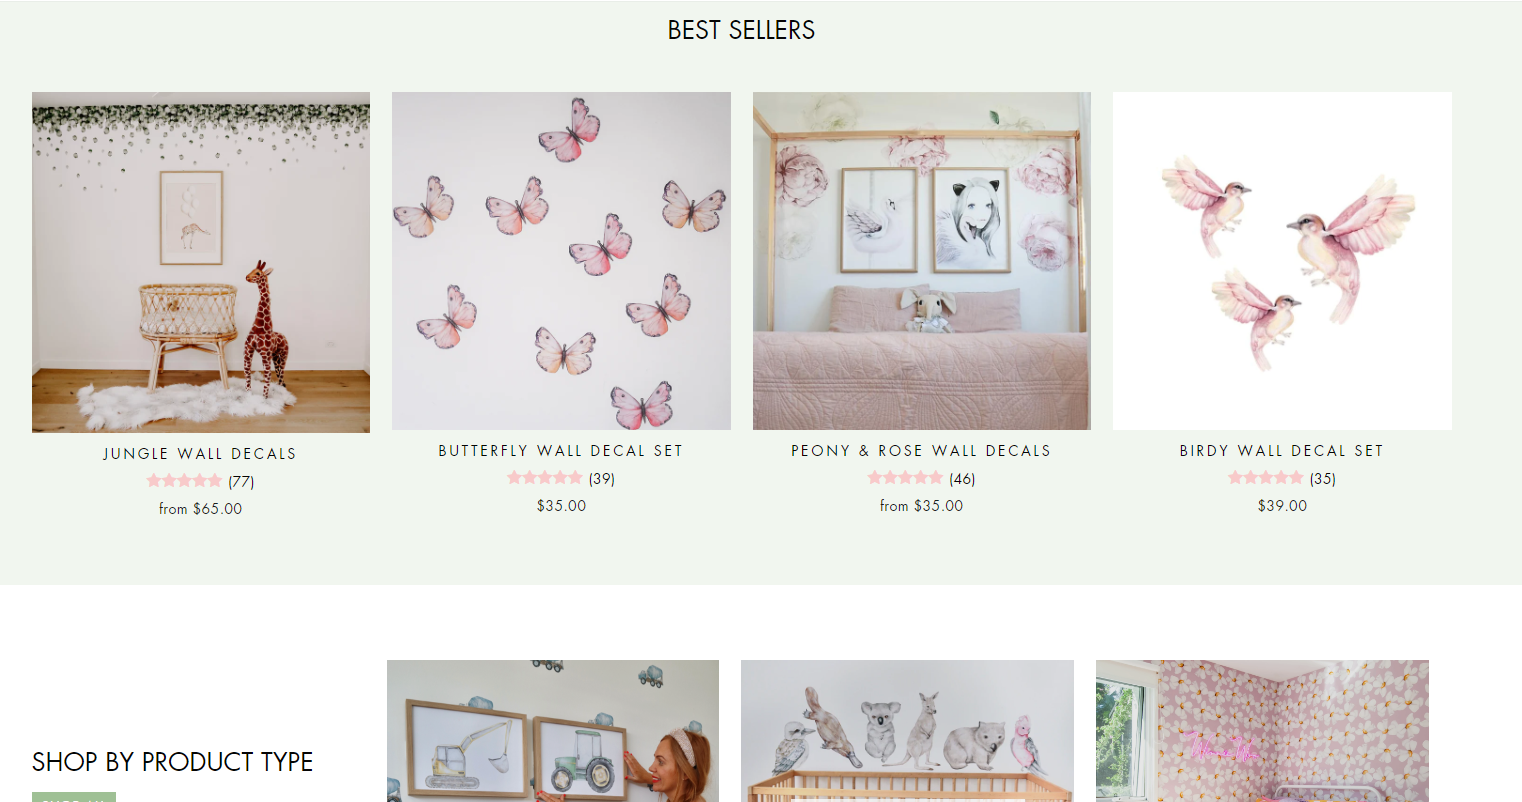 BEST SELLERS
JUNGLE WALL DECALS
(77)
from $65.00
BUTTERFLY WALL DECAL SET
(39)
$35.00
PEONY & ROSE WALL DECALS
(46)
from $35.00
BIRDY WALL DECAL SET
(35)
$39.00
SHOP BY PRODUCT TYPE